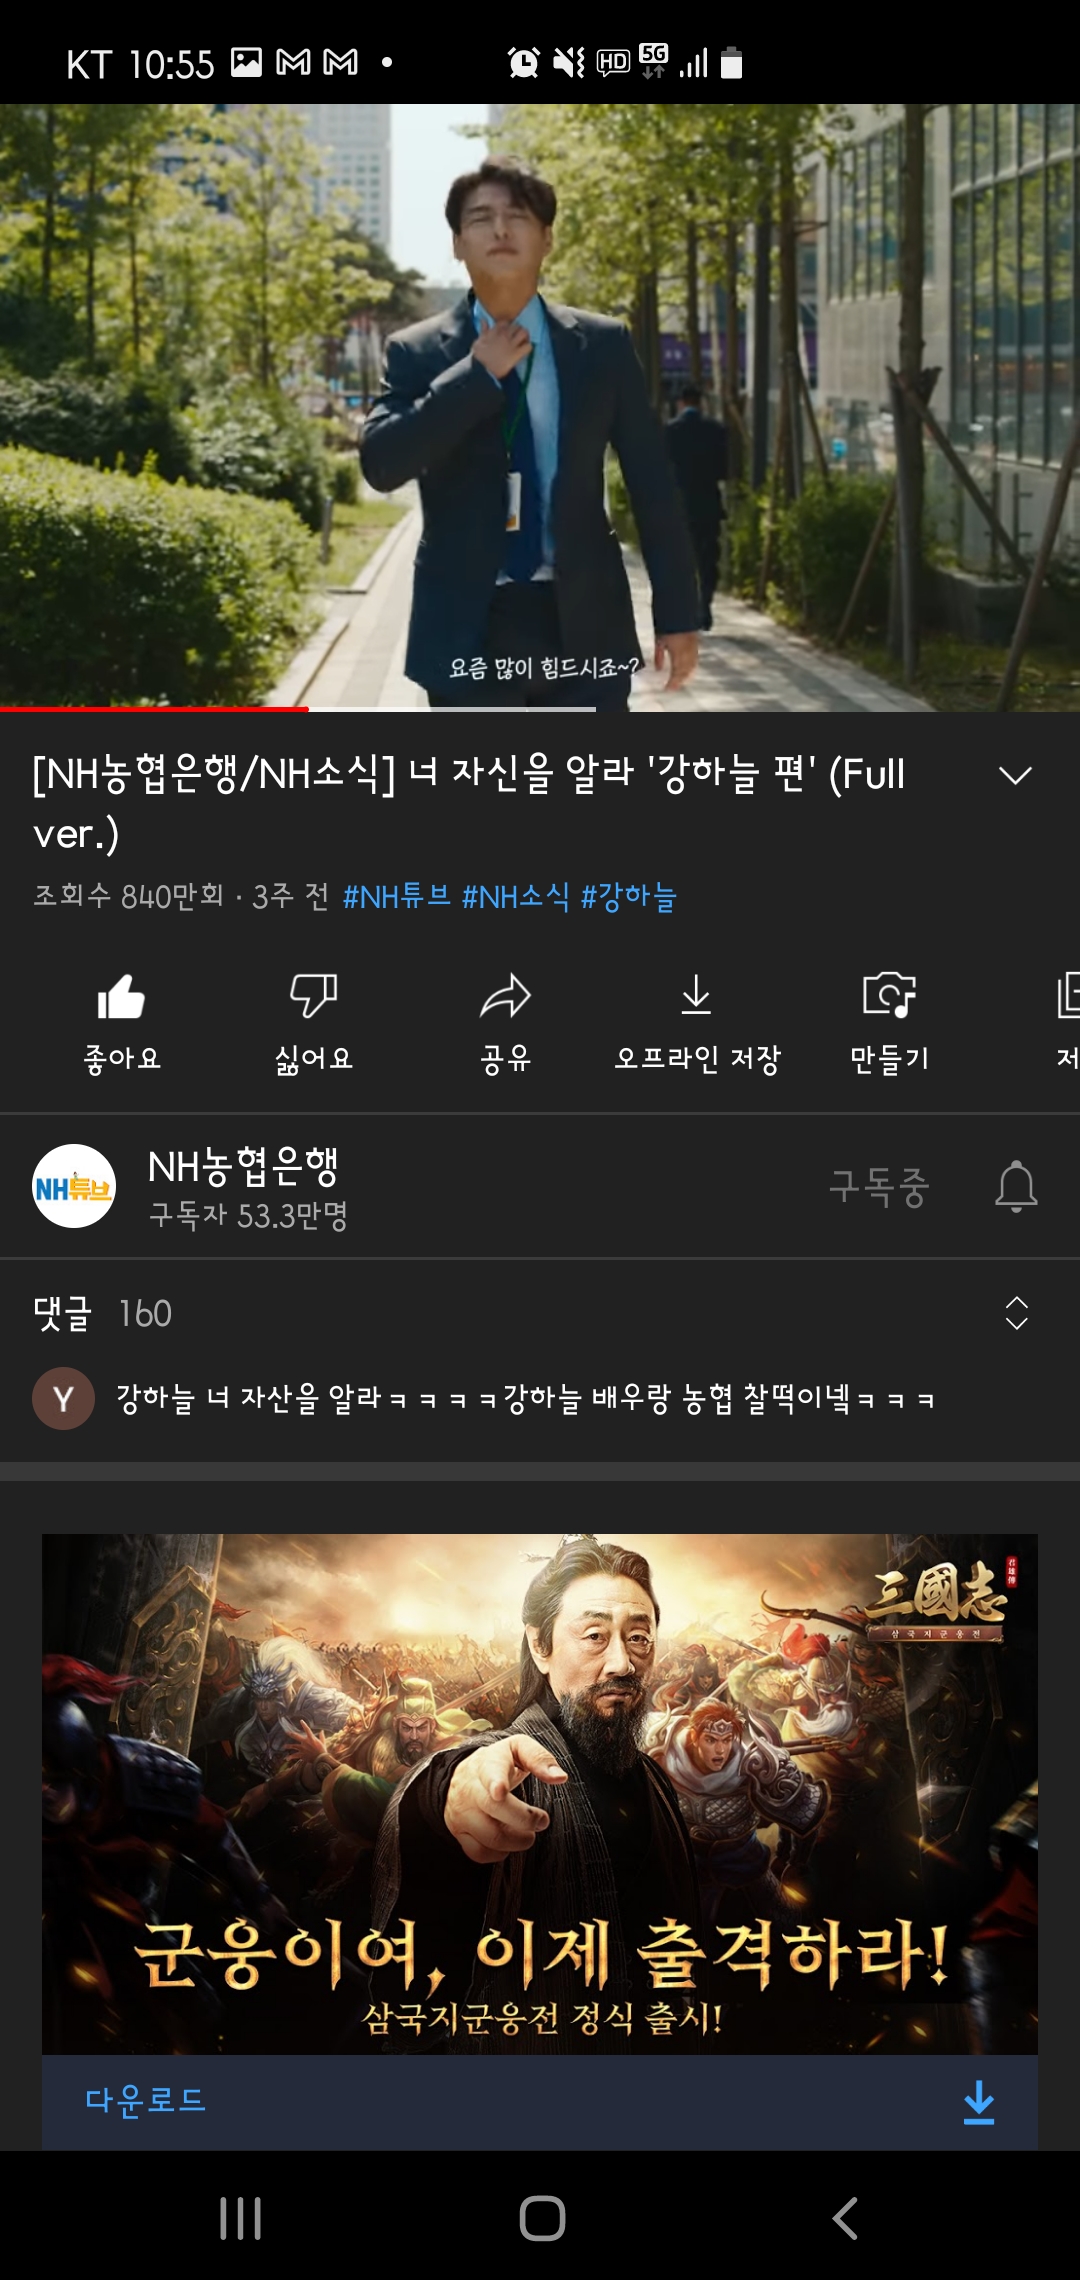 KT 10:55
HD 5G
요즘 많이 힘드시죠~?
[NH농협은행/NH소식] 너 자신을 알라 '강하늘 편' (Full
ver.)
조회수 840만회 · 3주 전 #NH튜브 #NH소식 #강하늘
좋아요 싫어요 공유 오프라인 저장 만들기 저
NH튜브
NH농협은행
구독자 53.3만명
구독중
댓글 160
Y
강하늘 너 자산을 알라ㅋㅋㅋㅋ강하늘 배우랑 농협 찰떡이넼ㅋㅋㅋ
三國志
삼국지군웅전
군웅이여, 이제 출격하라!
삼국지군웅전 정식 출시!
다운로드